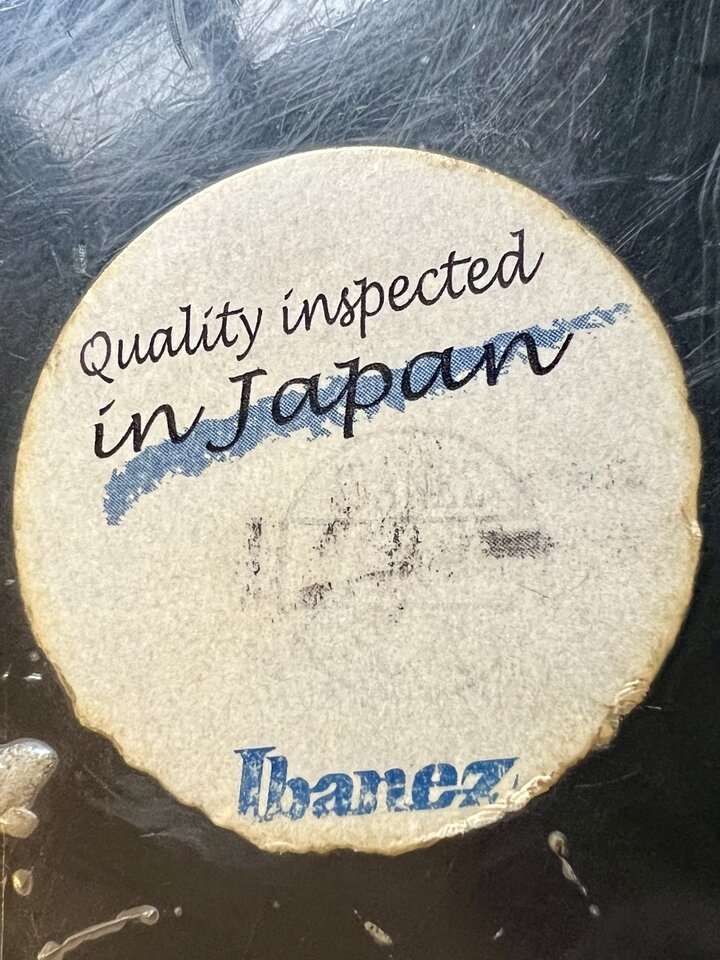 Quality inspected
in Japan
Ibanez